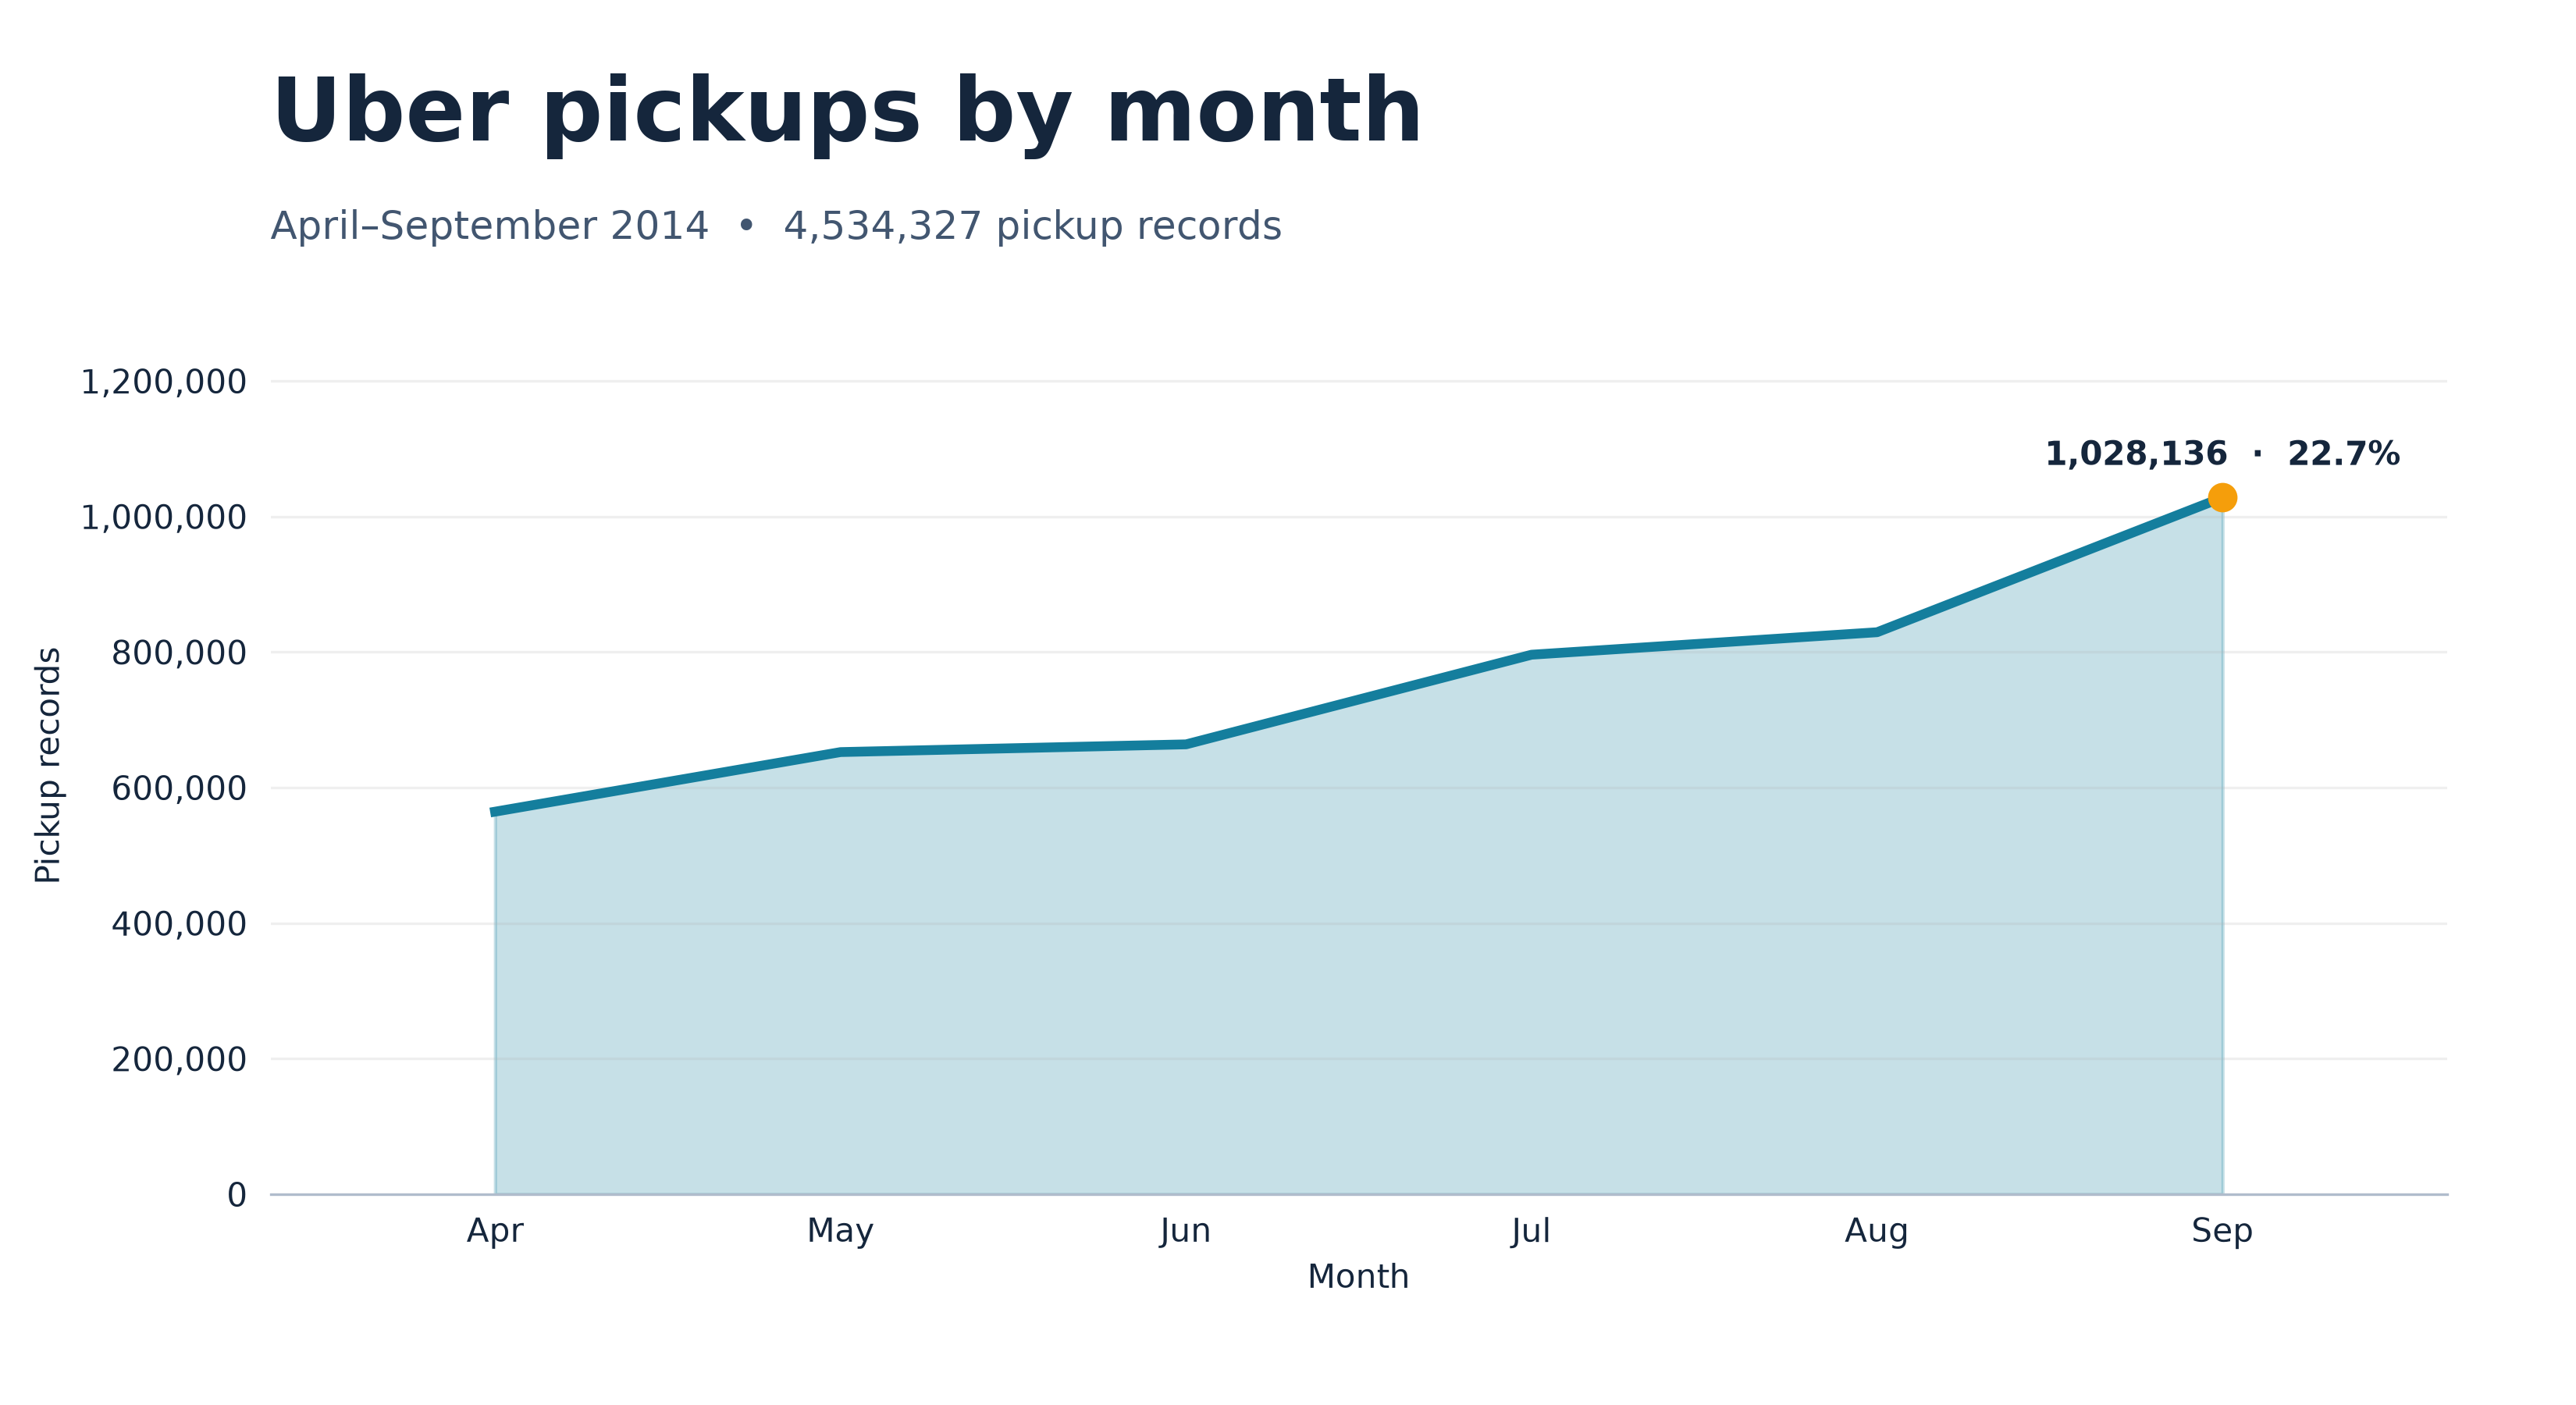 Uber pickups by month
April–September 2014 • 4,534,327 pickup records
1,200,000
1,028,136 · 22.7%
1,000,000
800,000
600,000
400,000
200,000
0
Pickup records
Apr May Jun Jul Aug Sep
Month